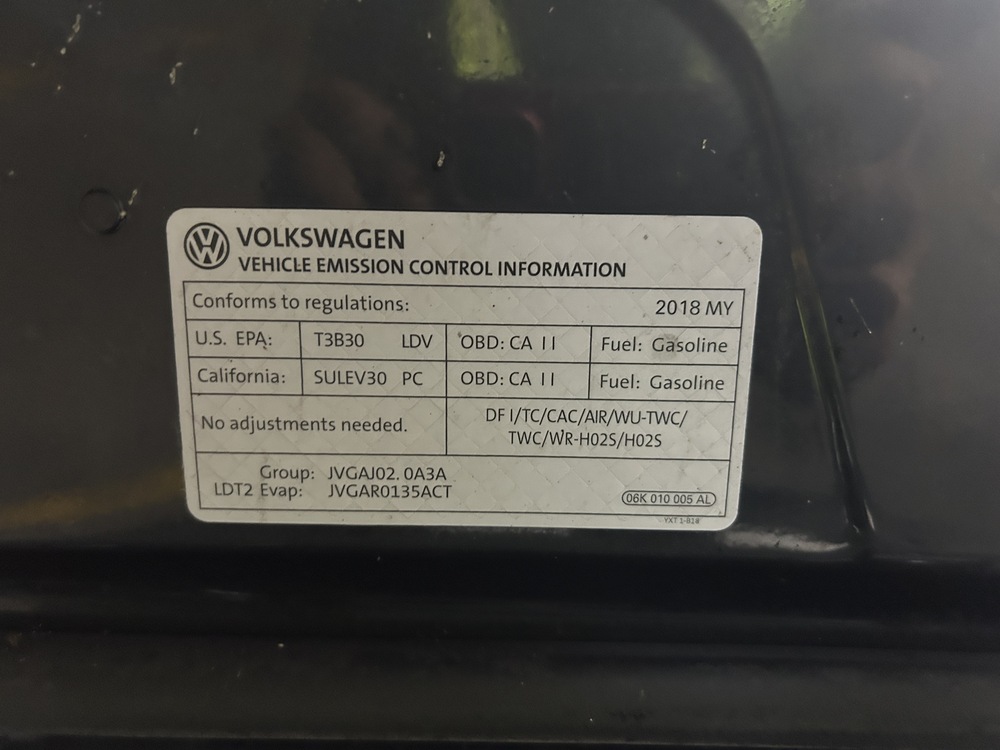 VOLKSWAGEN
VEHICLE EMISSION CONTROL INFORMATION
Conforms to regulations: 2018 MY
U.S. EPA: T3B30 LDV OBD: CA II Fuel: Gasoline
California: SULEV30 PC OBD: CA II Fuel: Gasoline
No adjustments needed.
DFI/TC/CAC/AIR/WU-TWC/
TWC/WR-HO2S/HO2S
Group: JVGAJ02.0A3A
LDT2 Evap: JVGAR0135ACT
06K 010 005 AL